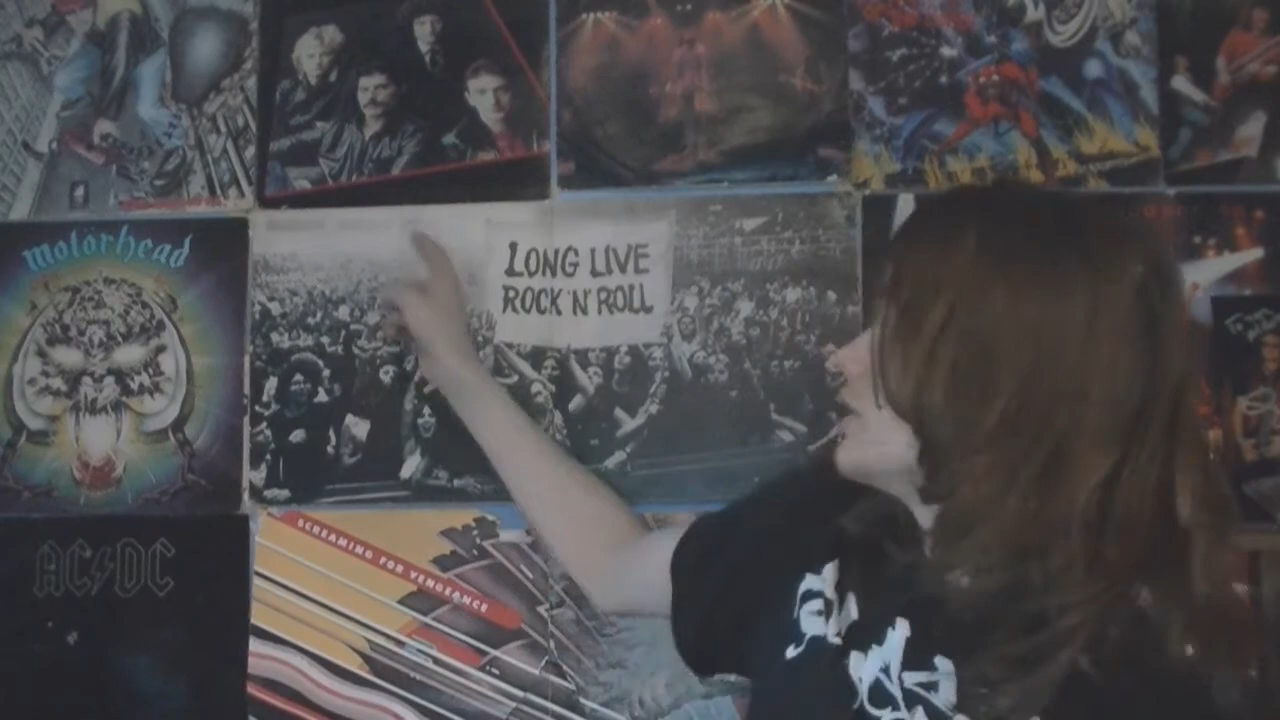 motörhead
LONG LIVE
ROCK 'N' ROLL
AC/DC
SCREAMING FOR VENGEANCE